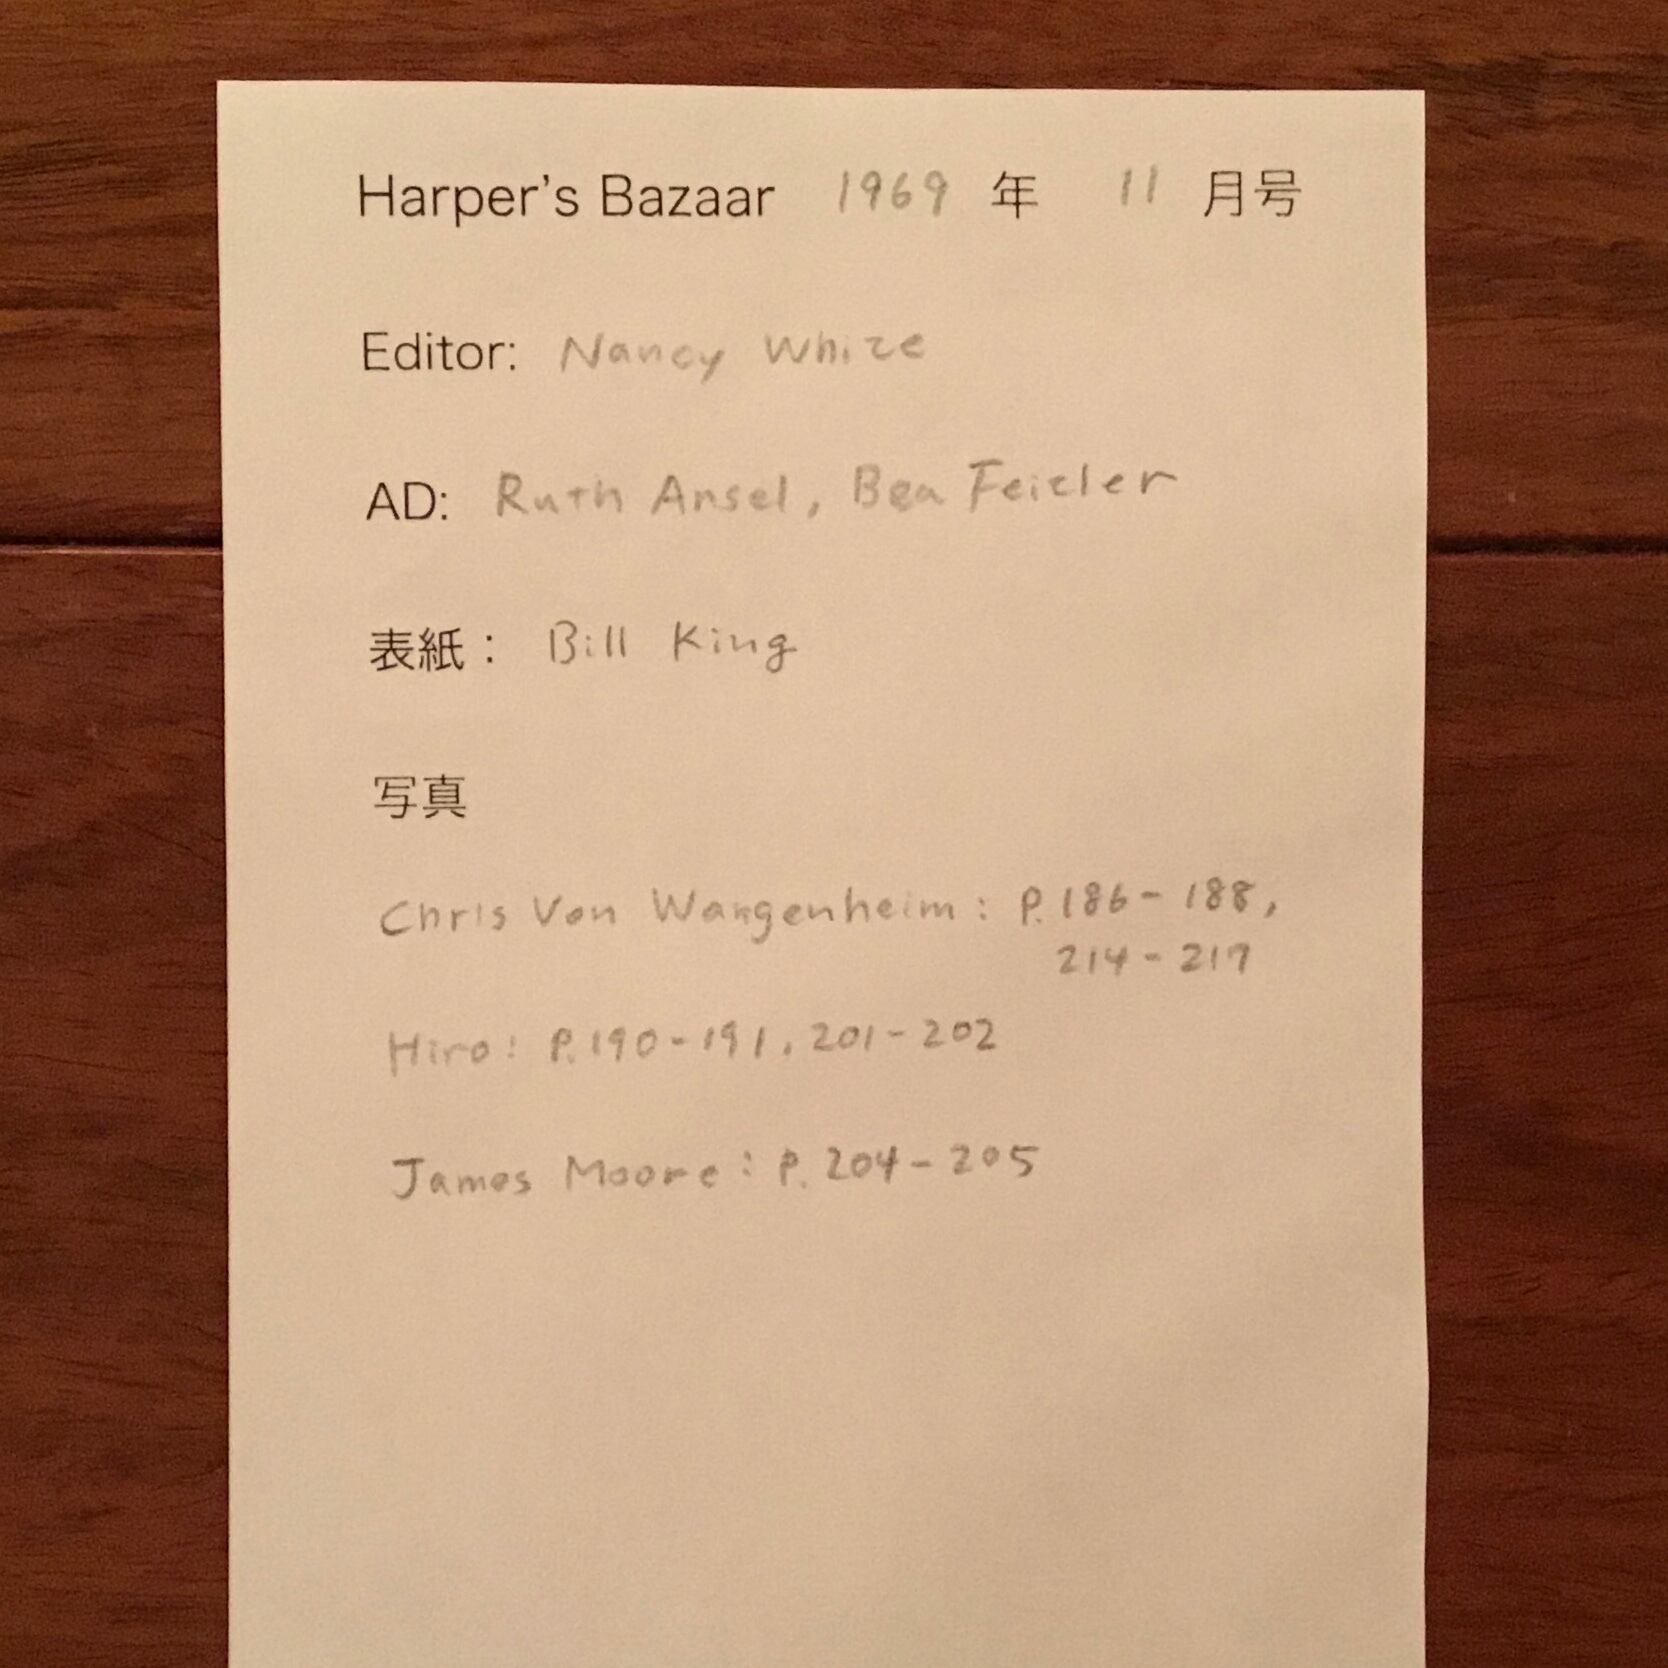 Harper's Bazaar 1969 年 11 月号
Editor: Nancy White
AD: Ruth Ansel, Bea Feitler
表紙： Bill King
写真
Chris Von Wangenheim: P.186-188,
214-217
Hiro: P.190-191, 201-202
James Moore: P.204-205